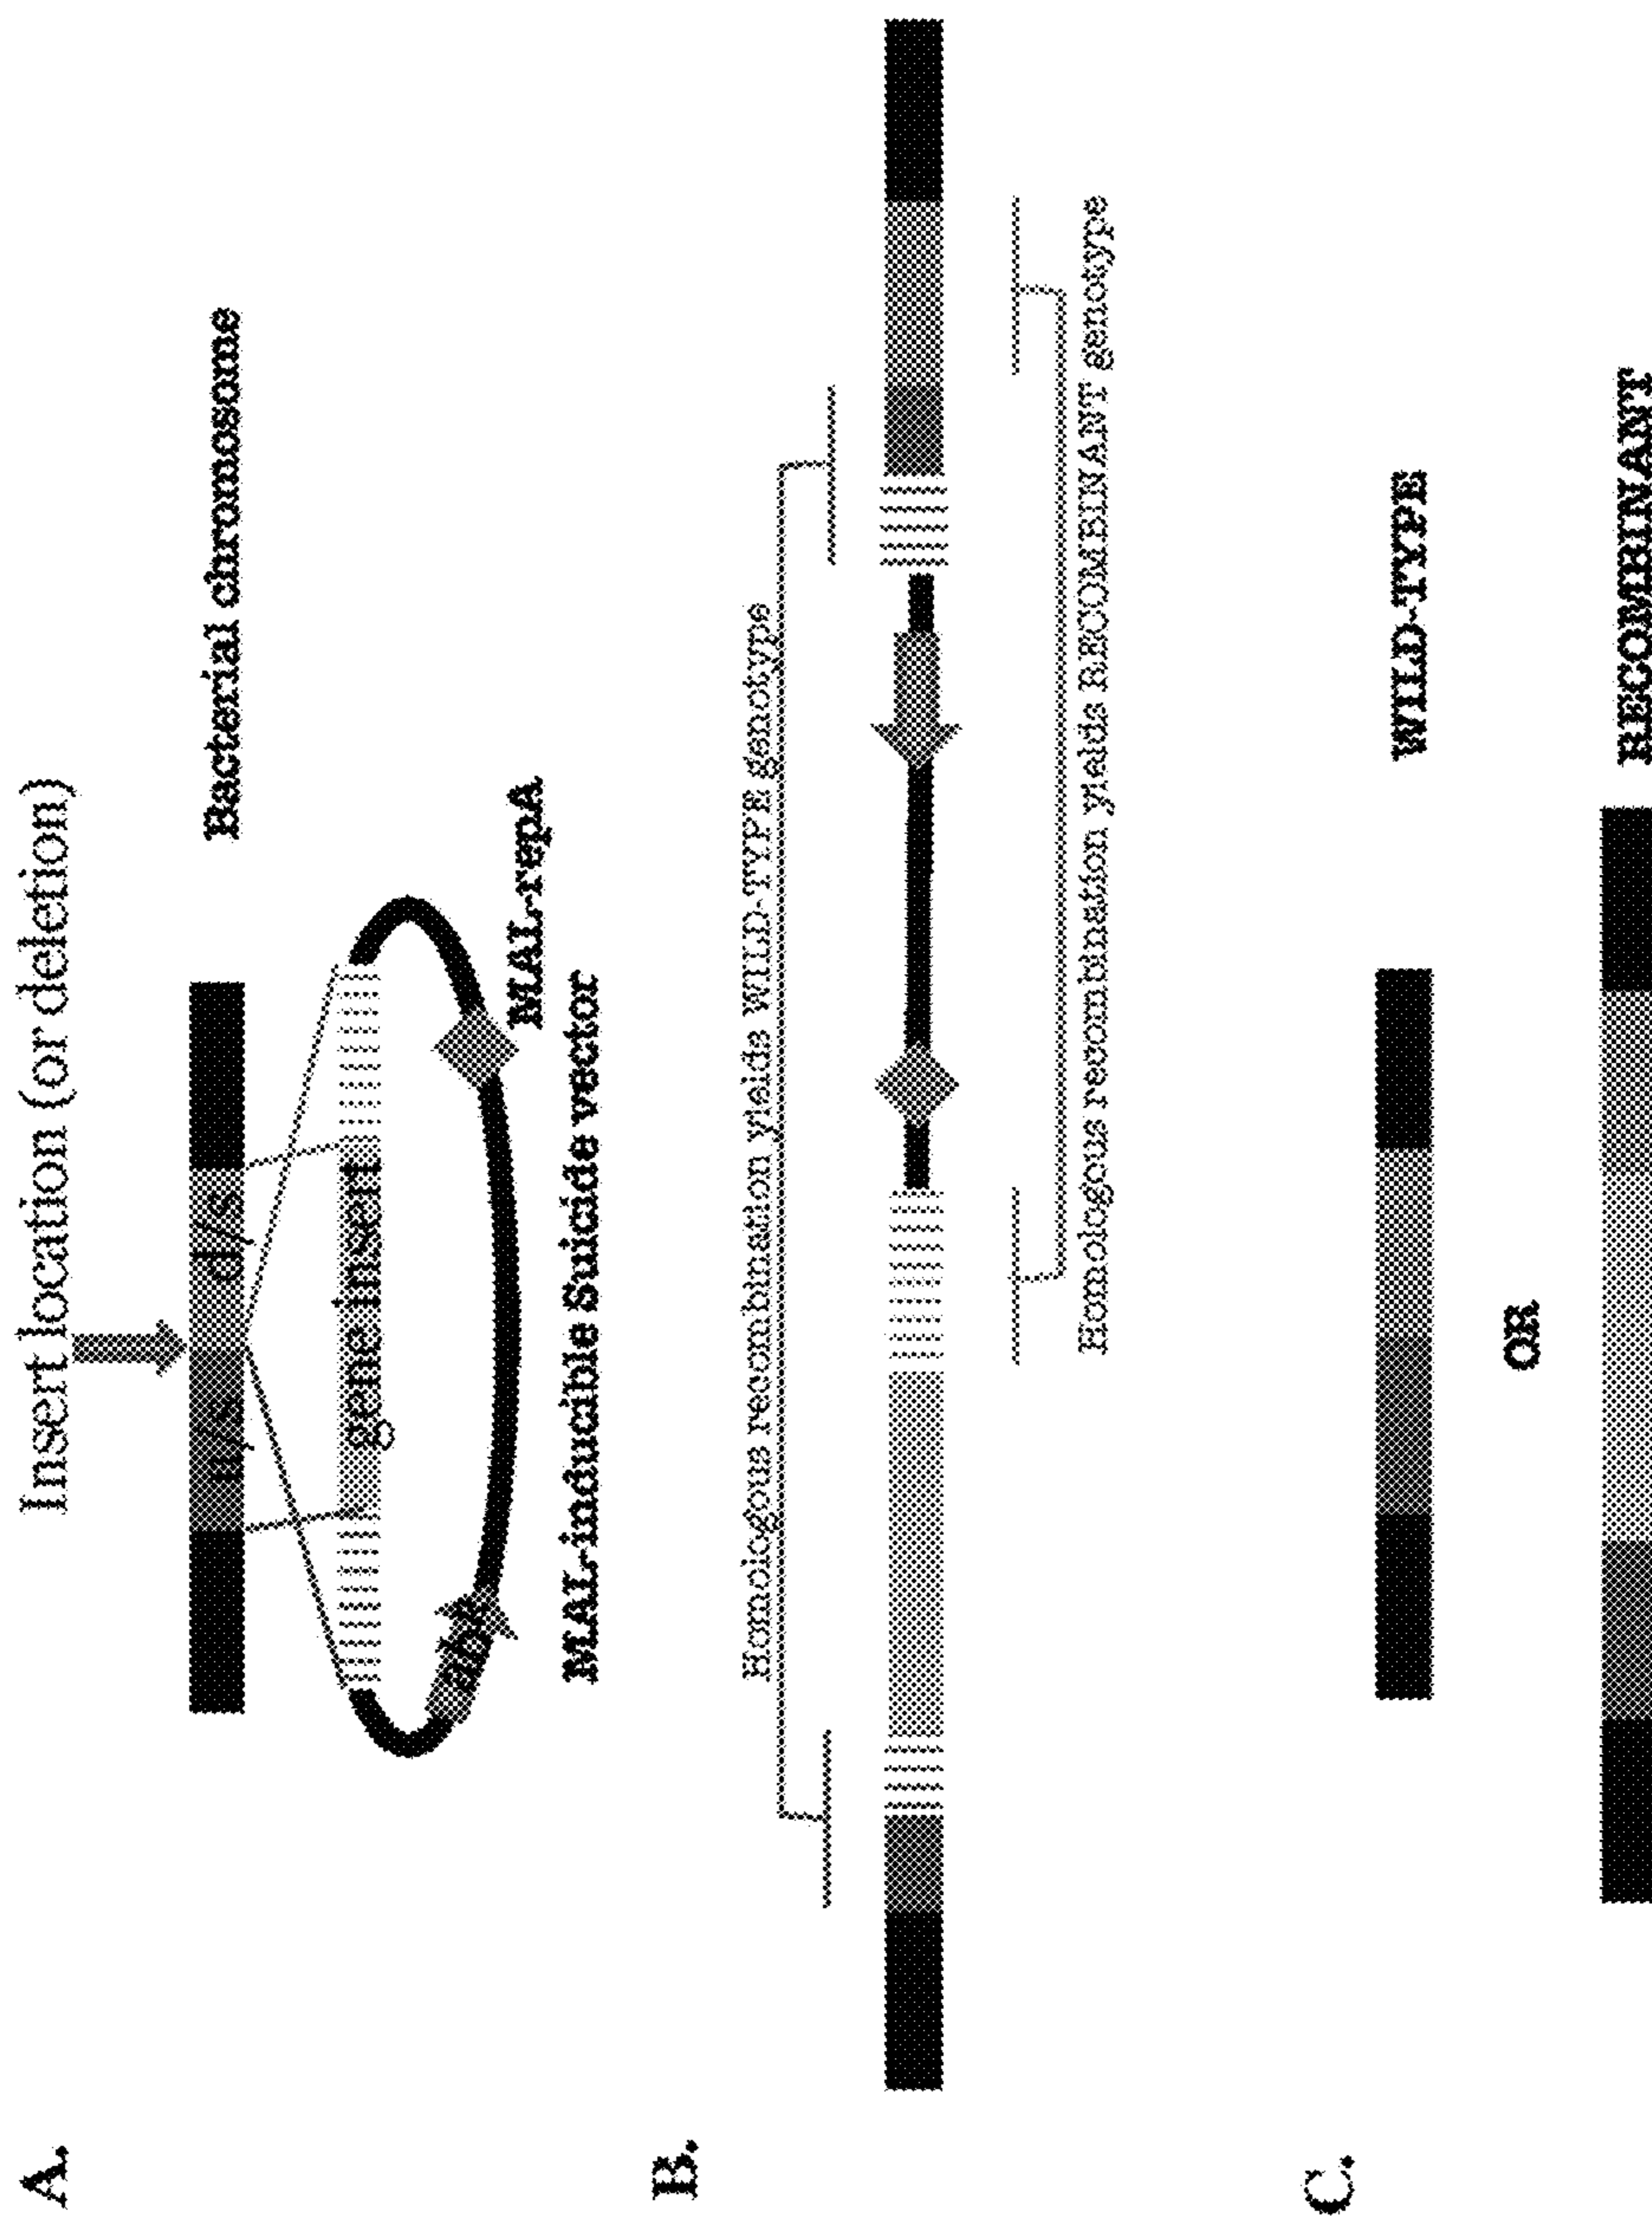 A.
Insert location (or deletion)
u/s d/s
Bacterial chromosome
gene insert
MAL-repA
MAL-inducible Suicide vector
B.
Homologous recombination yields WILD-TYPE genotype
Homologous recombination yields RECOMBINANT genotype
C.
WILD-TYPE
OR
RECOMBINANT